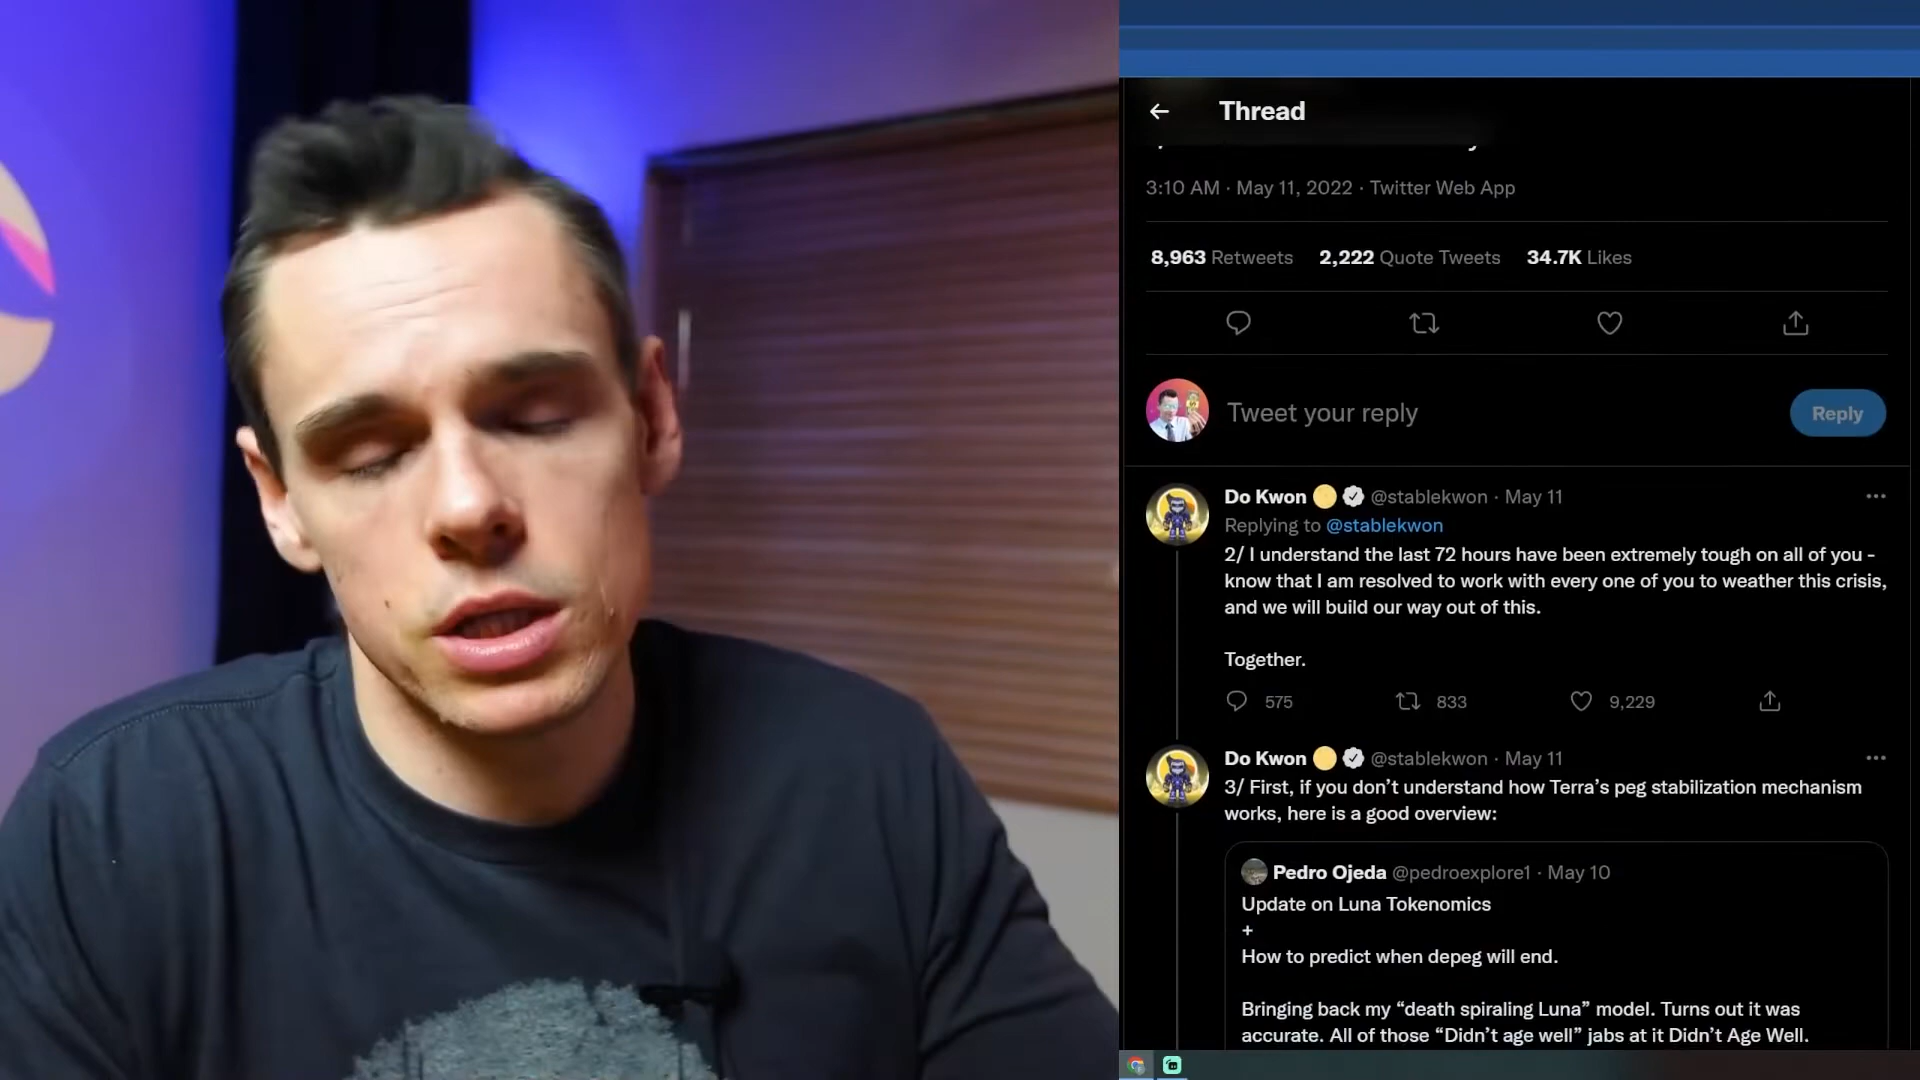 Thread
3:10 AM · May 11, 2022 · Twitter Web App
8,963 Retweets 2,222 Quote Tweets 34.7K Likes
Tweet your reply
Reply
Do Kwon @stablekwon · May 11
Replying to @stablekwon
2/ I understand the last 72 hours have been extremely tough on all of you -
know that I am resolved to work with every one of you to weather this crisis,
and we will build our way out of this.
Together.
575 833 9,229
Do Kwon @stablekwon · May 11
3/ First, if you don’t understand how Terra’s peg stabilization mechanism
works, here is a good overview:
Pedro Ojeda @pedroexplore1 · May 10
Update on Luna Tokenomics
+
How to predict when depeg will end.
Bringing back my “death spiraling Luna” model. Turns out it was
accurate. All of those “Didn’t age well” jabs at it Didn’t Age Well.